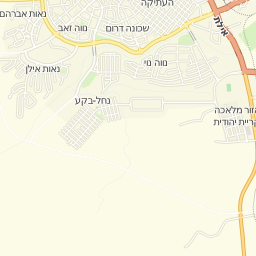 העתיקה
נאות אברהם
נווה זאב
שכונה דרום
אילת
נווה נוי
נאות אילן
נחל-בקע
אזור מלאכה
קריית יהודית